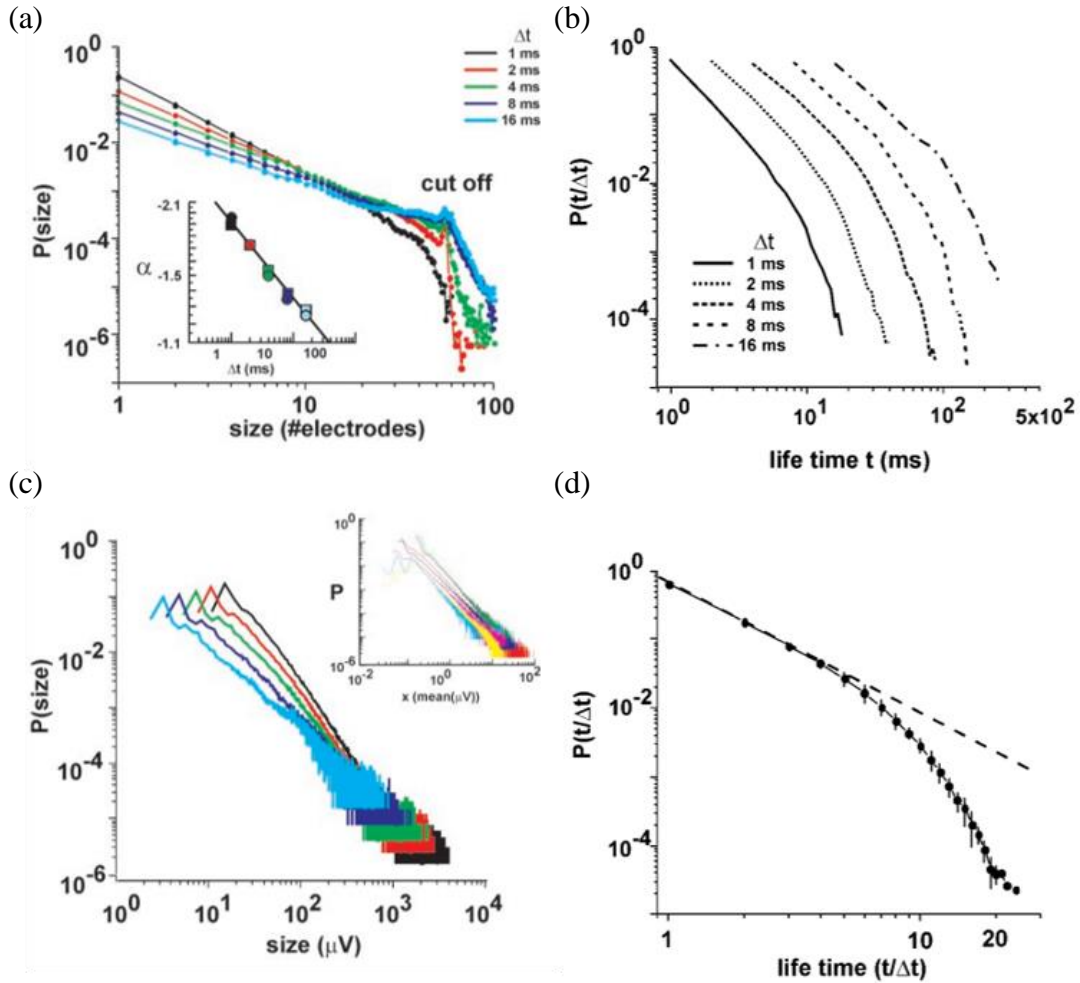 (a)
10^0
10^-2
10^-4
10^-6
P(size)
Δt
1 ms
2 ms
4 ms
8 ms
16 ms
cut off
-2.1
-1.5
-1.1
α
1 10 100
Δt (ms)
1 10 100
size (#electrodes)
(b)
10^0
10^-2
10^-4
P(t/Δt)
Δt
1 ms
2 ms
4 ms
8 ms
16 ms
10^0 10^1 10^2 5x10^2
life time t (ms)
(c)
10^0
10^-2
10^-4
10^-6
P(size)
10^0
P
10^-6
10^-2 10^0 10^2
x (mean(μV))
10^0 10^1 10^2 10^3 10^4
size (μV)
(d)
10^0
10^-2
10^-4
P(t/Δt)
1 10 20
life time (t/Δt)